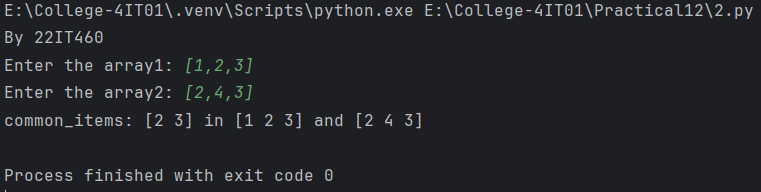 E:\College-4IT01\.venv\Scripts\python.exe E:\College-4IT01\Practical12\2.py
By 22IT460
Enter the array1: [1,2,3]
Enter the array2: [2,4,3]
common_items: [2 3] in [1 2 3] and [2 4 3]
Process finished with exit code 0